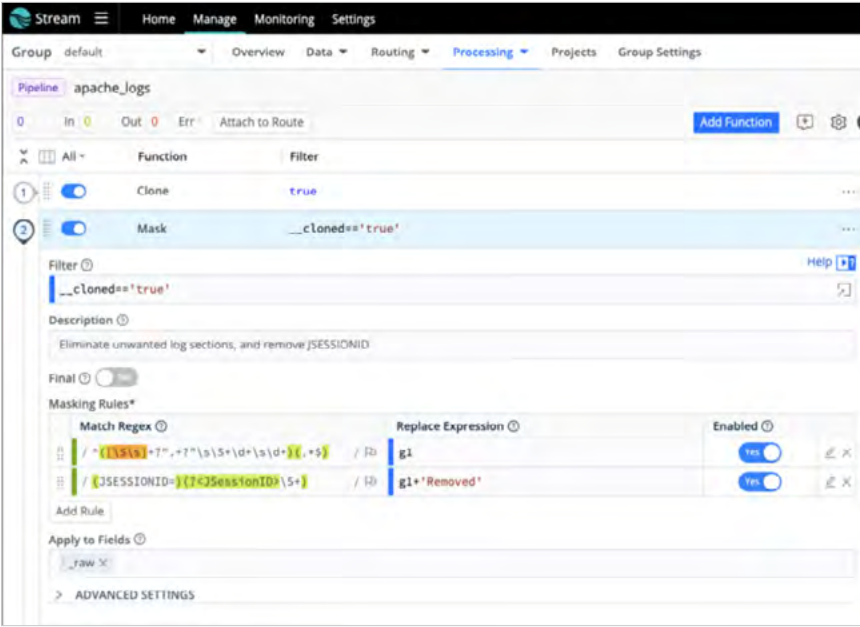 Stream Home Manage Monitoring Settings
Group default Overview Data Routing Processing Projects Group Settings
Pipeline apache_logs
0 In 0 Out 0 Err Attach to Route Add Function
All Function Filter
1 Clone true ...
2 Mask __cloned=='true' ...
Filter Help
__cloned=='true'
Description
Eliminate unwanted log sections, and remove JSESSIONID
Final No
Masking Rules*
Match Regex Replace Expression Enabled
/ ^([\S\s]+?".+?"\s\S+\d+\s\d+)(.+$) / g1 Yes
/ (JSESSIONID=)(?<JSessionID>\S+) / g1+'Removed' Yes
Add Rule
Apply to Fields
_raw ×
> ADVANCED SETTINGS